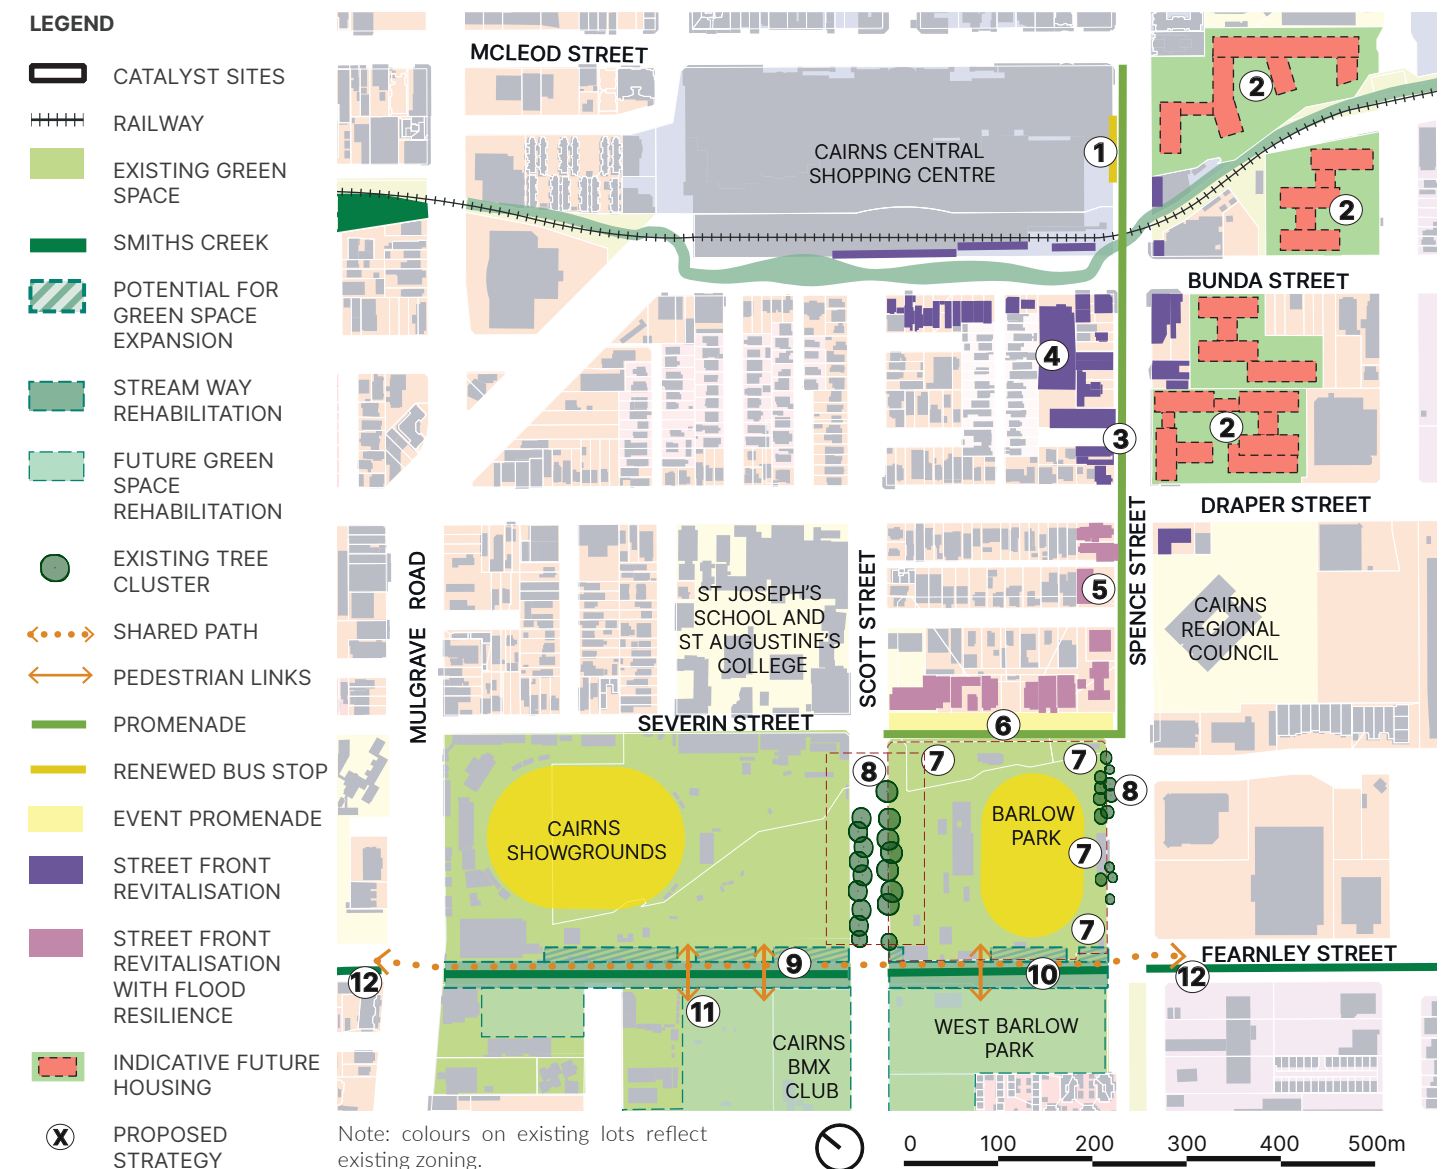 LEGEND
CATALYST SITES
RAILWAY
EXISTING GREEN
SPACE
SMITHS CREEK
POTENTIAL FOR
GREEN SPACE
EXPANSION
STREAM WAY
REHABILITATION
FUTURE GREEN
SPACE
REHABILITATION
EXISTING TREE
CLUSTER
SHARED PATH
PEDESTRIAN LINKS
PROMENADE
RENEWED BUS STOP
EVENT PROMENADE
STREET FRONT
REVITALISATION
STREET FRONT
REVITALISATION
WITH FLOOD
RESILIENCE
INDICATIVE FUTURE
HOUSING
X
PROPOSED
STRATEGY
MCLEOD STREET
2
1
CAIRNS CENTRAL
SHOPPING CENTRE
2
BUNDA STREET
4
3
2
DRAPER STREET
MULGRAVE ROAD
SCOTT STREET
SPENCE STREET
5
ST JOSEPH'S
SCHOOL AND
ST AUGUSTINE'S
COLLEGE
CAIRNS
REGIONAL
COUNCIL
SEVERIN STREET
6
7
7
8
8
CAIRNS
SHOWGROUNDS
BARLOW
PARK
7
7
FEARNLEY STREET
9
10
12
12
11
CAIRNS
BMX
CLUB
WEST BARLOW
PARK
Note: colours on existing lots reflect
existing zoning.
0 100 200 300 400 500m